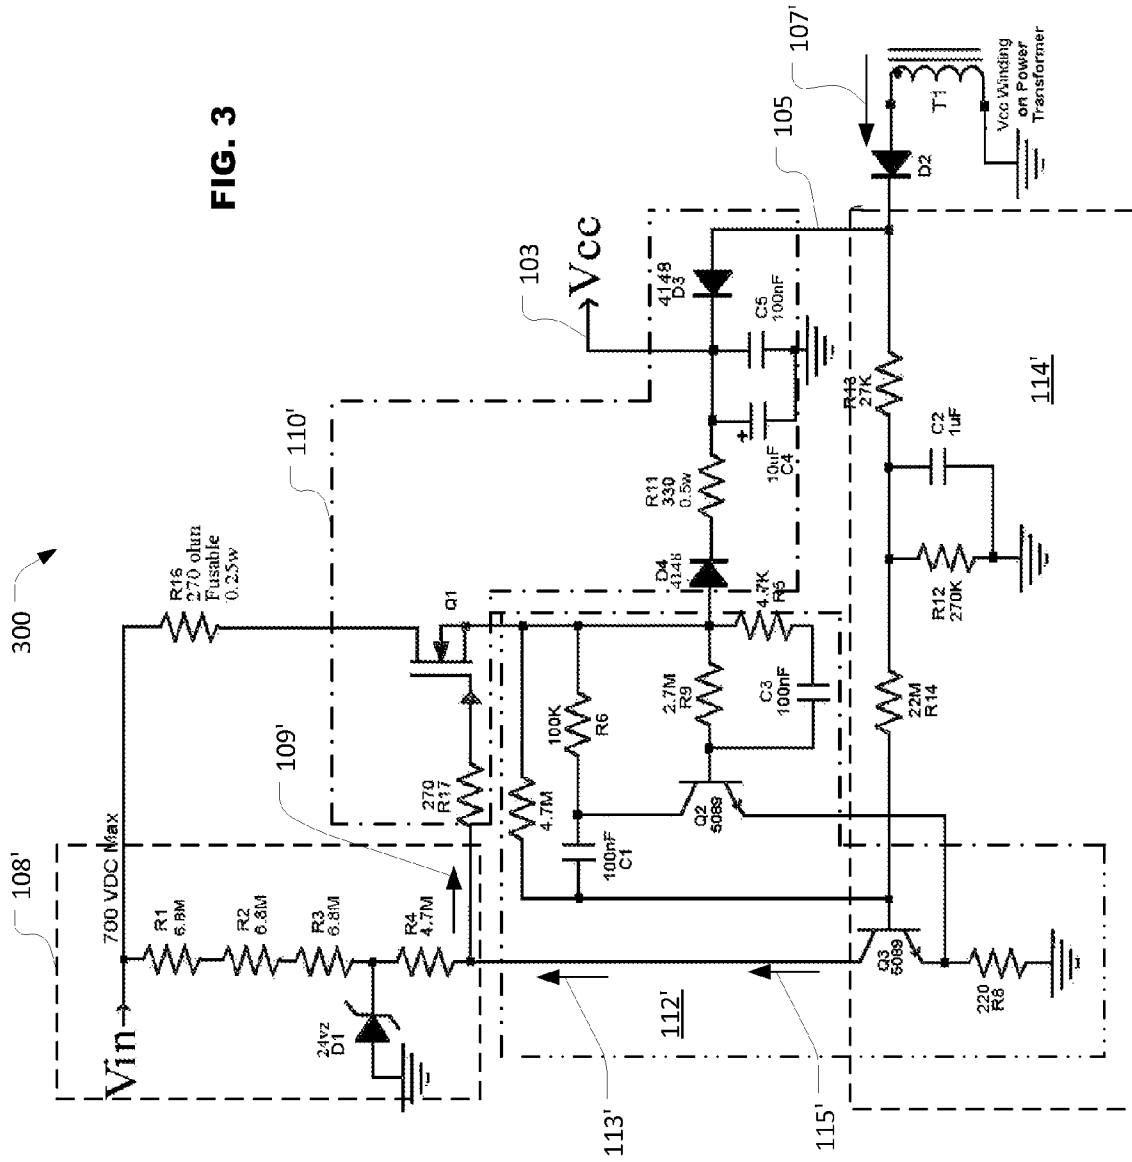 FIG. 3
300
107'
105
103
Vcc
110'
109'
108'
113'
115'
112'
114'
Vin
700 VDC Max
R1
6.8M
R2
6.8M
R3
6.8M
R4
4.7M
24vz
D1
R16
270 ohm
Fusable
0.25w
Q1
270
R17
4.7M
100K
R6
100nF
C1
2.7M
R9
4.7K
R5
C3
100nF
Q2
5089
Q3
5089
220
R8
D4
4148
R11
330
0.5w
+
10uF
C4
C5
100nF
4148
D3
D2
T1
Vcc Winding
on Power
Transformer
R13
27K
C2
1uF
R12
270K
22M
R14